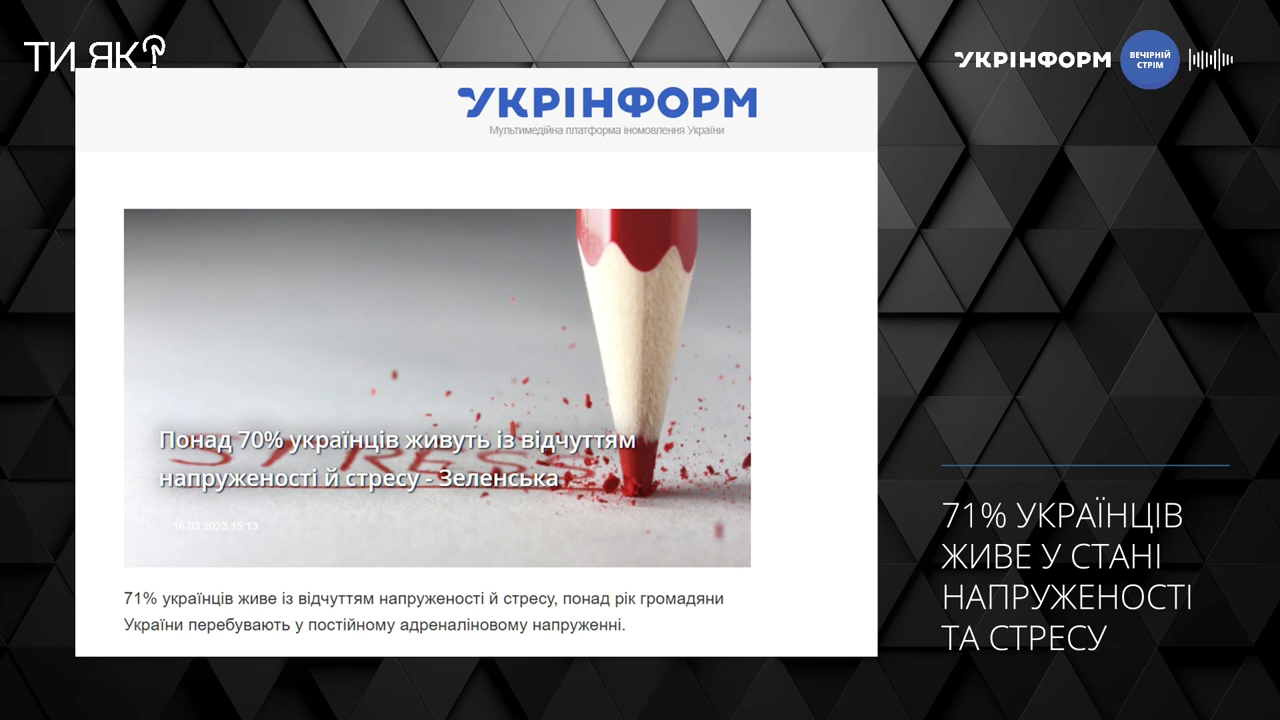 ТИ ЯК?
УКРІНФОРМ
ВЕЧІРНІЙ
СТРІМ
УКРІНФОРМ
Мультимедійна платформа іномовлення України
STRESS
Понад 70% українців живуть із відчуттям
напруженості й стресу - Зеленська
16.03.2023 15:13
71% українців живе із відчуттям напруженості й стресу, понад рік громадяни
України перебувають у постійному адреналіновому напруженні.
71% УКРАЇНЦІВ
ЖИВЕ У СТАНІ
НАПРУЖЕНОСТІ
ТА СТРЕСУ